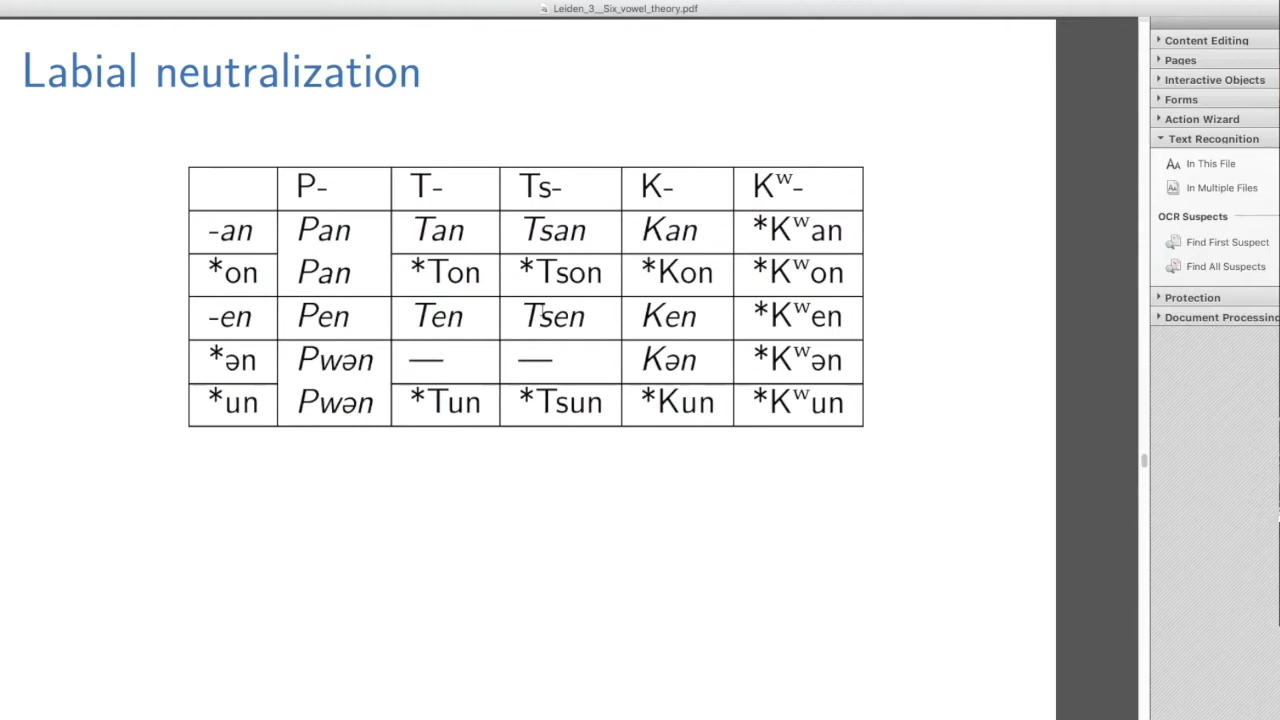 Leiden_3__Six_vowel_theory.pdf
Labial neutralization
P- T- Ts- K- Kʷ-
-an Pan Tan Tsan Kan *Kʷan
*on Pan *Ton *Tson *Kon *Kʷon
-en Pen Ten Tsen Ken *Kʷen
*ən Pwən — — Kən *Kʷən
*un Pwən *Tun *Tsun *Kun *Kʷun
Content Editing
Pages
Interactive Objects
Forms
Action Wizard
Text Recognition
In This File
In Multiple Files
OCR Suspects
Find First Suspect
Find All Suspects
Protection
Document Processing